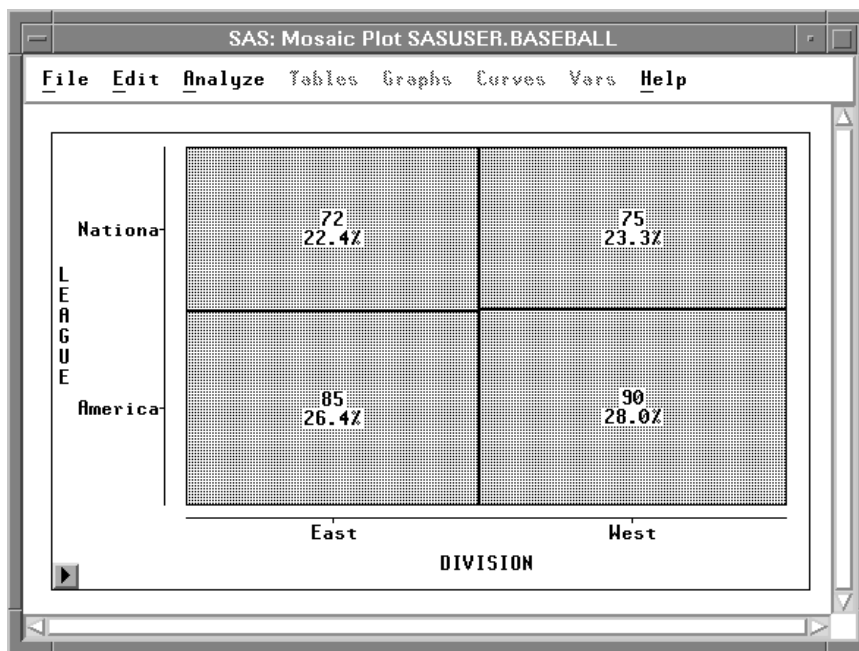 SAS: Mosaic Plot SASUSER.BASEBALL
File Edit Analyze Tables Graphs Curves Vars Help
72
22.4%
75
23.3%
Nationa
LEAGUE
85
26.4%
90
28.0%
America
East West
DIVISION